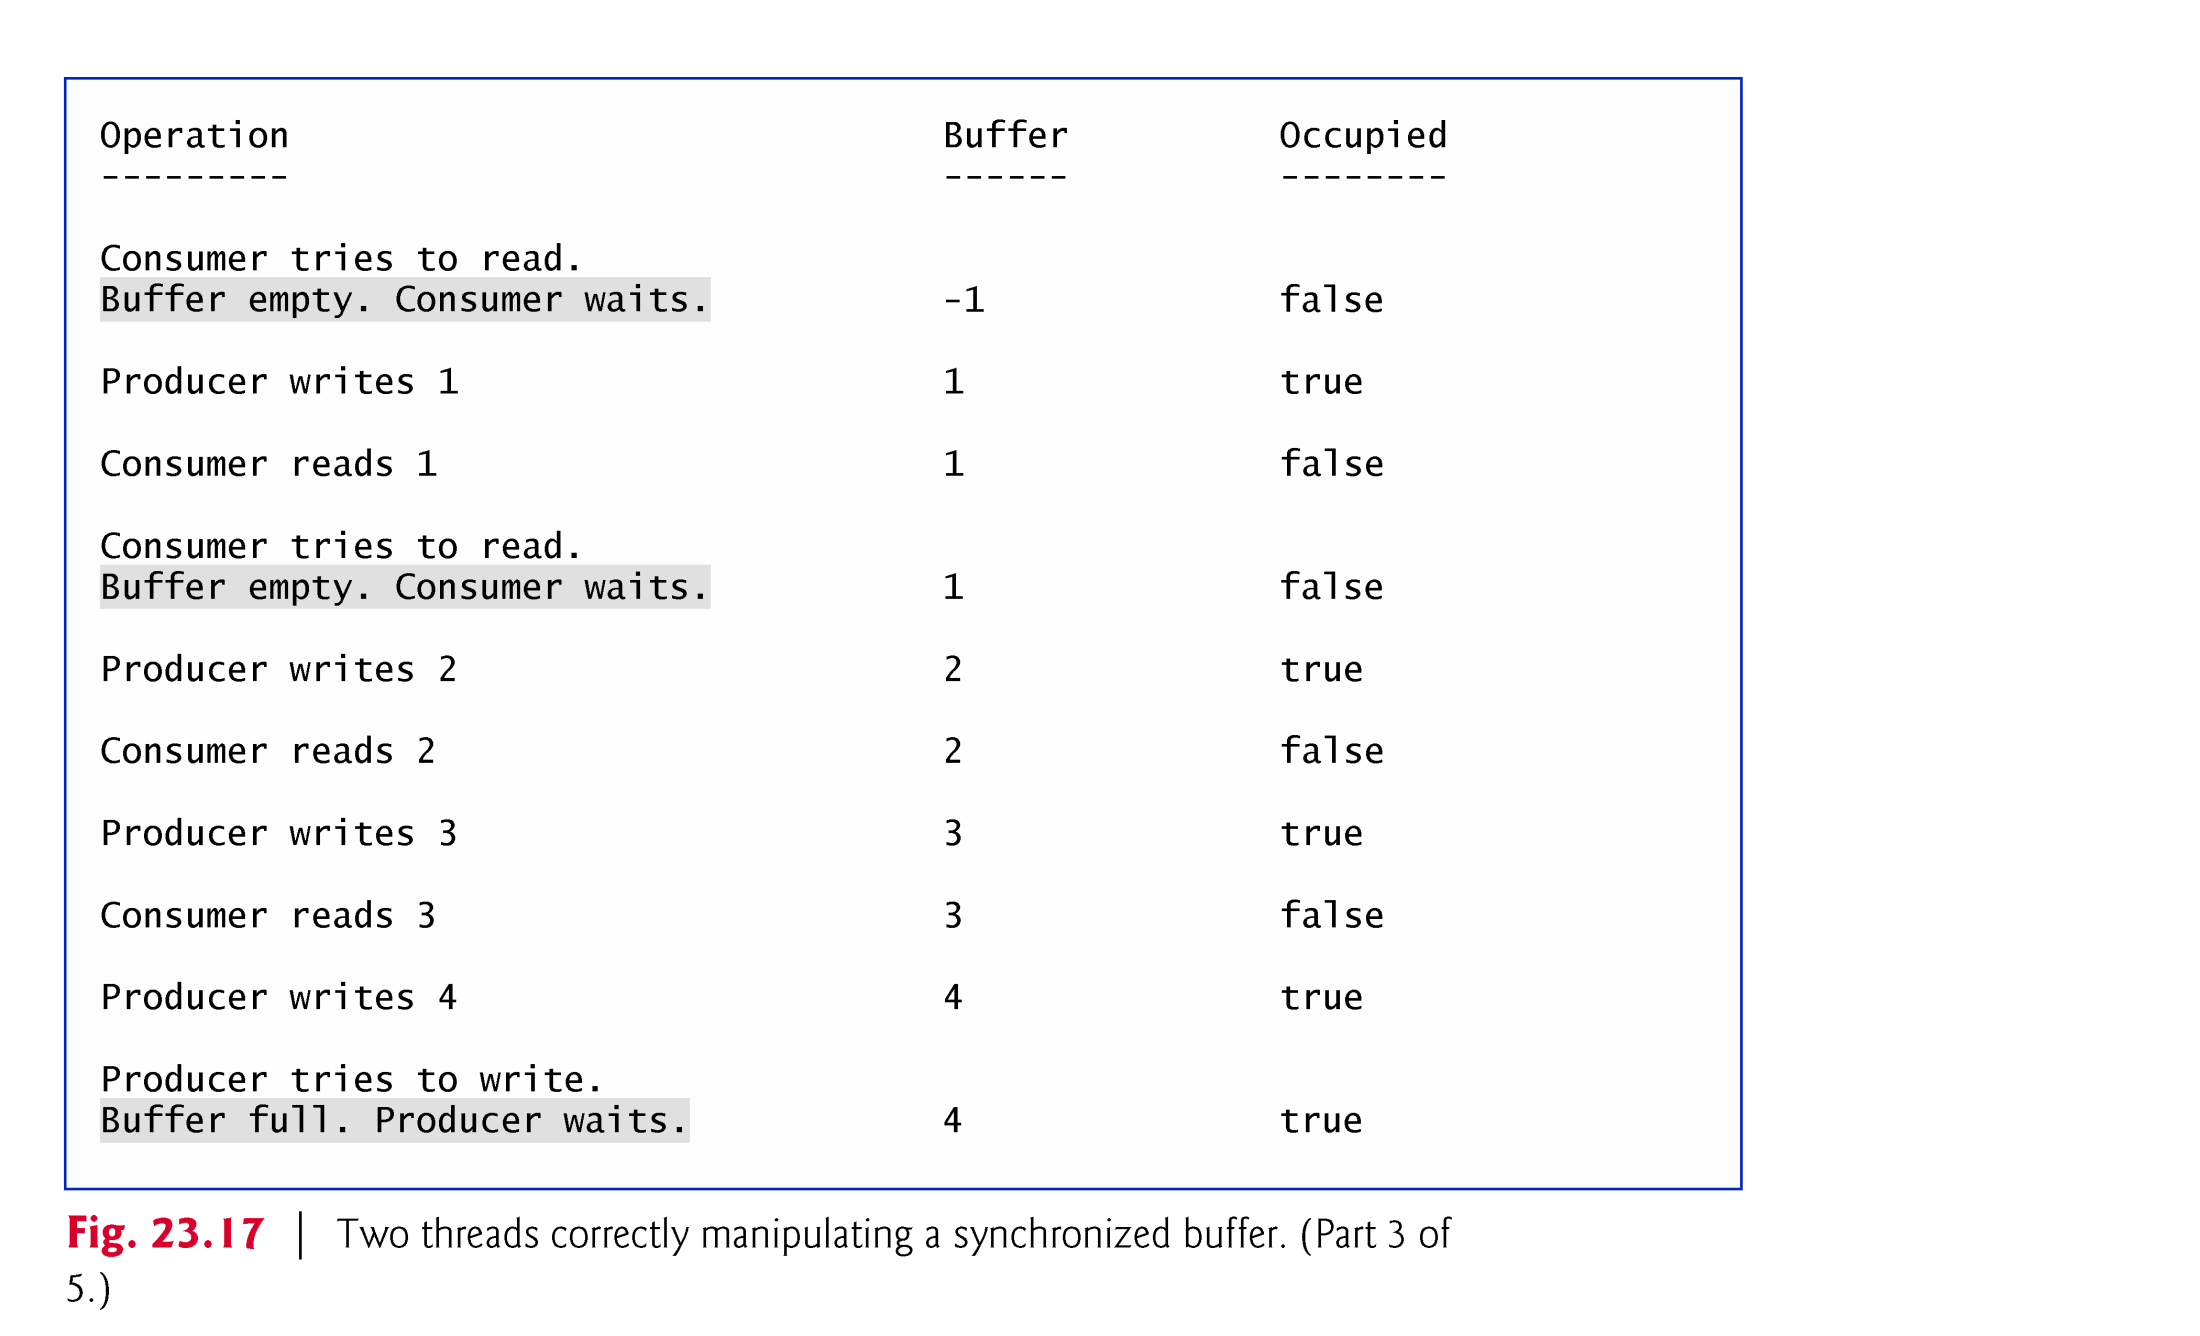 Operation Buffer Occupied
--------- ------ --------
Consumer tries to read.
Buffer empty. Consumer waits. -1 false
Producer writes 1 1 true
Consumer reads 1 1 false
Consumer tries to read.
Buffer empty. Consumer waits. 1 false
Producer writes 2 2 true
Consumer reads 2 2 false
Producer writes 3 3 true
Consumer reads 3 3 false
Producer writes 4 4 true
Producer tries to write.
Buffer full. Producer waits. 4 true
Fig. 23.17 | Two threads correctly manipulating a synchronized buffer. (Part 3 of
5.)